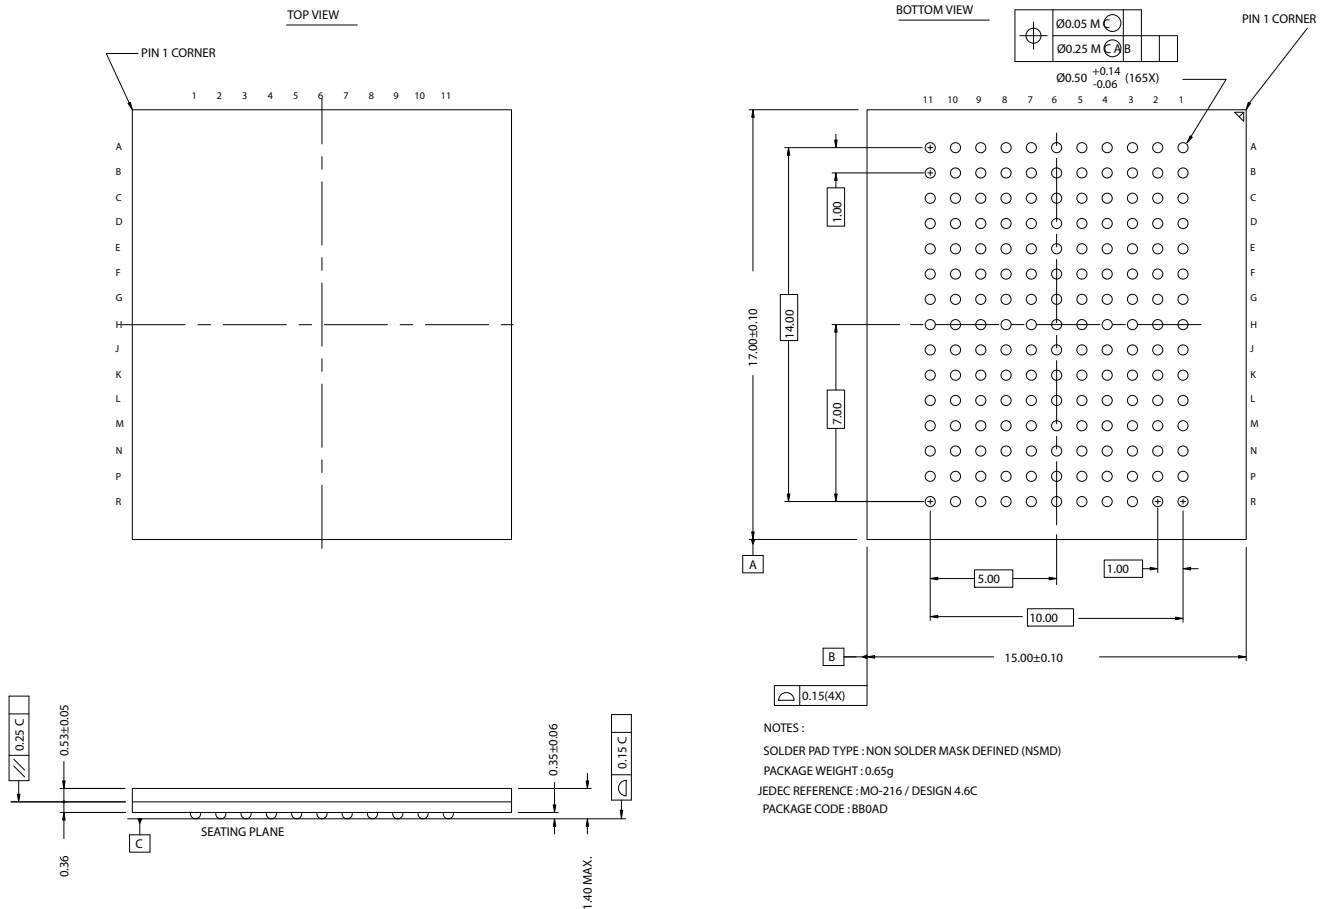 TOP VIEW
PIN 1 CORNER
1 2 3 4 5 6 7 8 9 10 11
A
B
C
D
E
F
G
H
J
K
L
M
N
P
R
BOTTOM VIEW
PIN 1 CORNER
Ø0.05 M C
Ø0.25 M C A B
Ø0.50 +0.14 -0.06 (165X)
11 10 9 8 7 6 5 4 3 2 1
A
B
C
D
E
F
G
H
J
K
L
M
N
P
R
1.00
14.00
17.00±0.10
7.00
A
5.00
1.00
10.00
B
15.00±0.10
0.15(4X)
0.25 C
0.53±0.05
0.36
C
SEATING PLANE
0.35±0.06
0.15 C
1.40 MAX.
NOTES :
SOLDER PAD TYPE : NON SOLDER MASK DEFINED (NSMD)
PACKAGE WEIGHT : 0.65g
JEDEC REFERENCE : MO-216 / DESIGN 4.6C
PACKAGE CODE : BB0AD